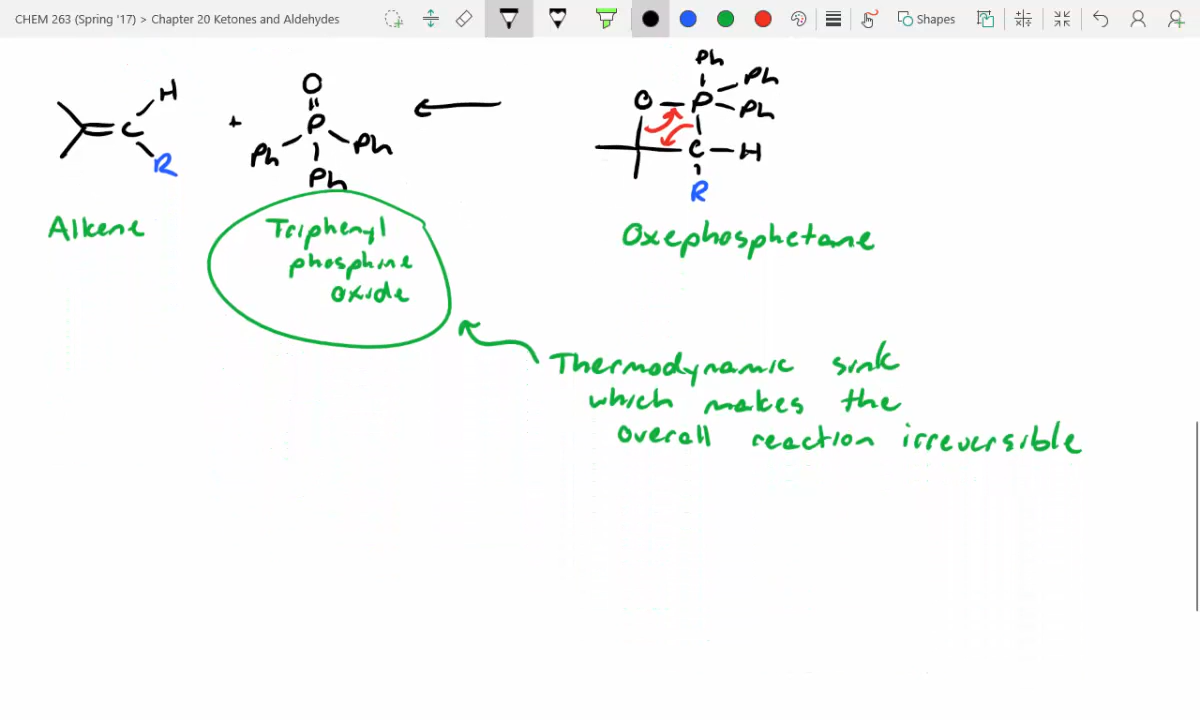 CHEM 263 (Spring '17) > Chapter 20 Ketones and Aldehydes
Shapes
H
C
R
+
O
P
Ph
Ph
Ph
Ph
Ph
Ph
O P
C H
R
Alkene
Triphenyl
phosphine
oxide
Oxephosphetane
Thermodynamic sink
which makes the
overall reaction irreversible